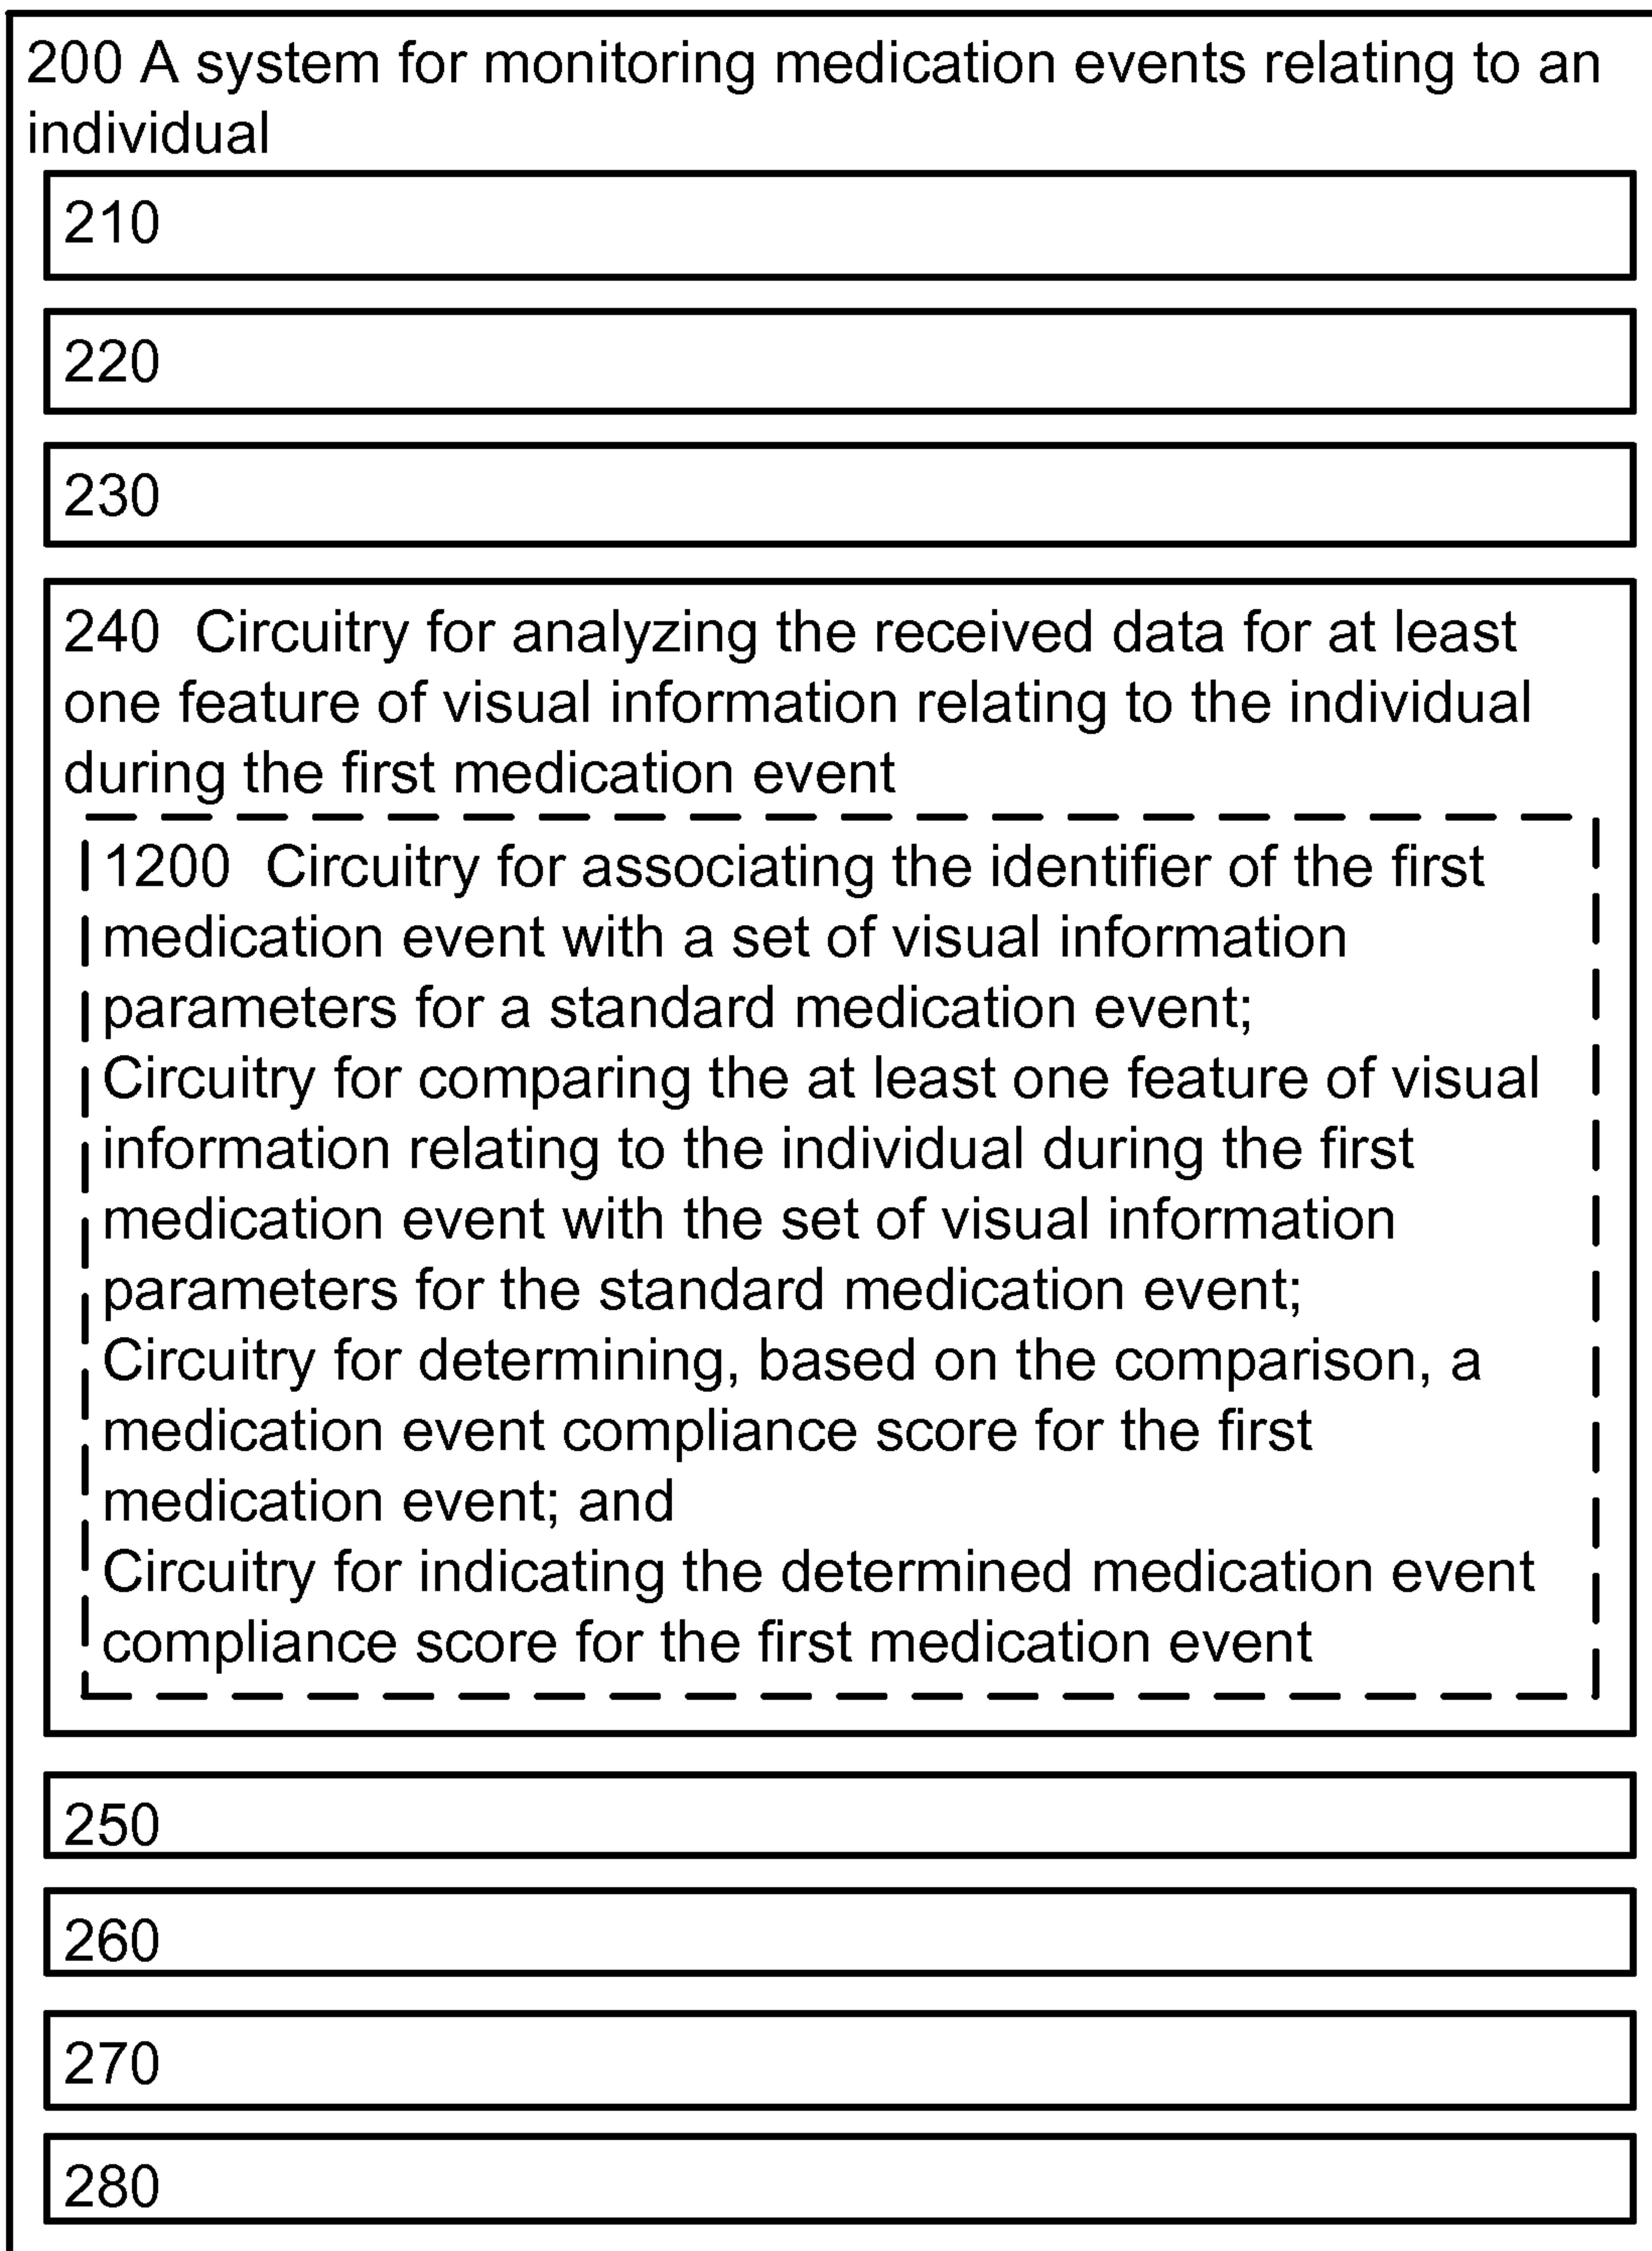 200 A system for monitoring medication events relating to an
individual
210
220
230
240 Circuitry for analyzing the received data for at least
one feature of visual information relating to the individual
during the first medication event
1200 Circuitry for associating the identifier of the first
medication event with a set of visual information
parameters for a standard medication event;
Circuitry for comparing the at least one feature of visual
information relating to the individual during the first
medication event with the set of visual information
parameters for the standard medication event;
Circuitry for determining, based on the comparison, a
medication event compliance score for the first
medication event; and
Circuitry for indicating the determined medication event
compliance score for the first medication event
250
260
270
280